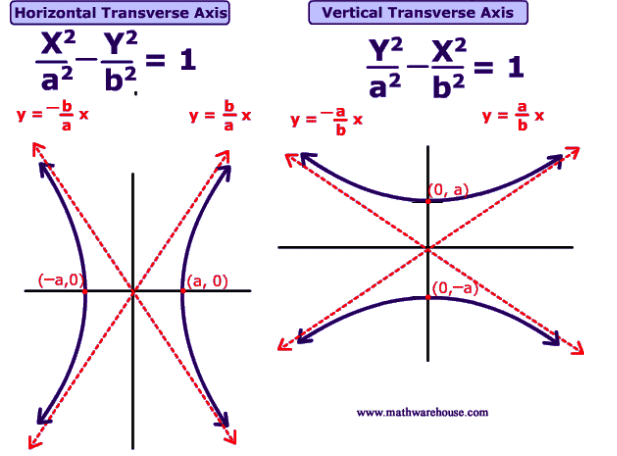 Horizontal Transverse Axis
X²/a² − Y²/b² = 1
y = −b/a x
y = b/a x
(−a,0)
(a, 0)
Vertical Transverse Axis
Y²/a² − X²/b² = 1
y = −a/b x
y = a/b x
(0, a)
(0,−a)
www.mathwarehouse.com